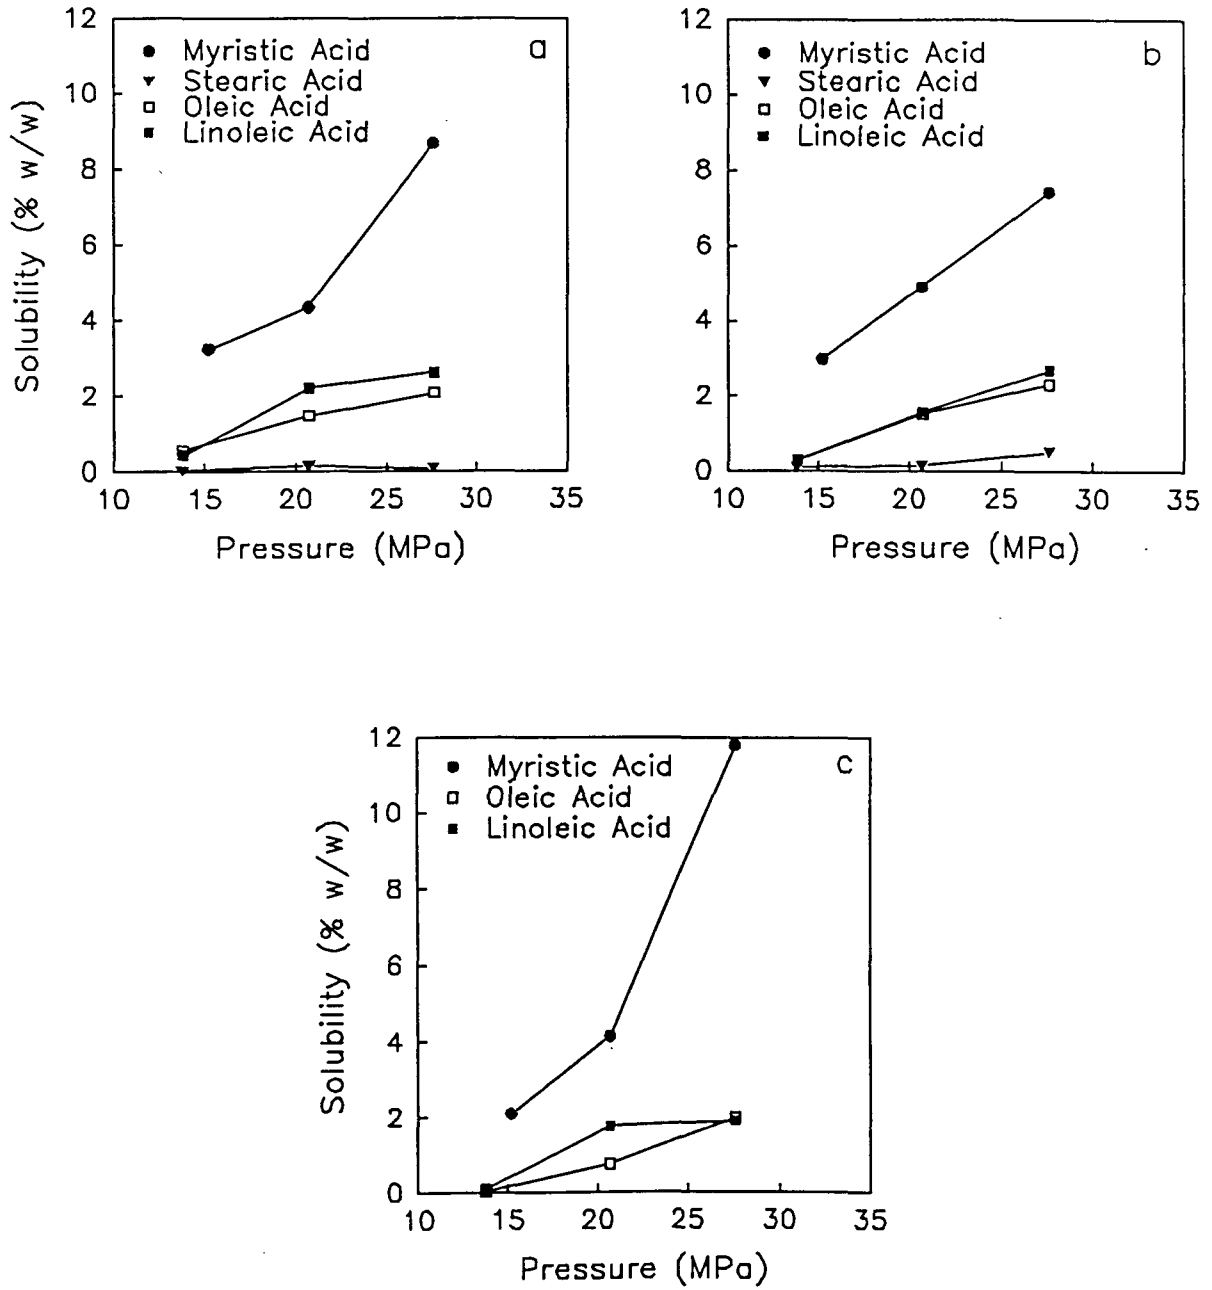 12
10
8
6
4
2
0
Solubility (% w/w)
Myristic Acid
Stearic Acid
Oleic Acid
Linoleic Acid
a
10 15 20 25 30 35
Pressure (MPa)
12
10
8
6
4
2
0
Myristic Acid
Stearic Acid
Oleic Acid
Linoleic Acid
b
10 15 20 25 30 35
Pressure (MPa)
12
10
8
6
4
2
0
Solubility (% w/w)
Myristic Acid
Oleic Acid
Linoleic Acid
c
10 15 20 25 30 35
Pressure (MPa)